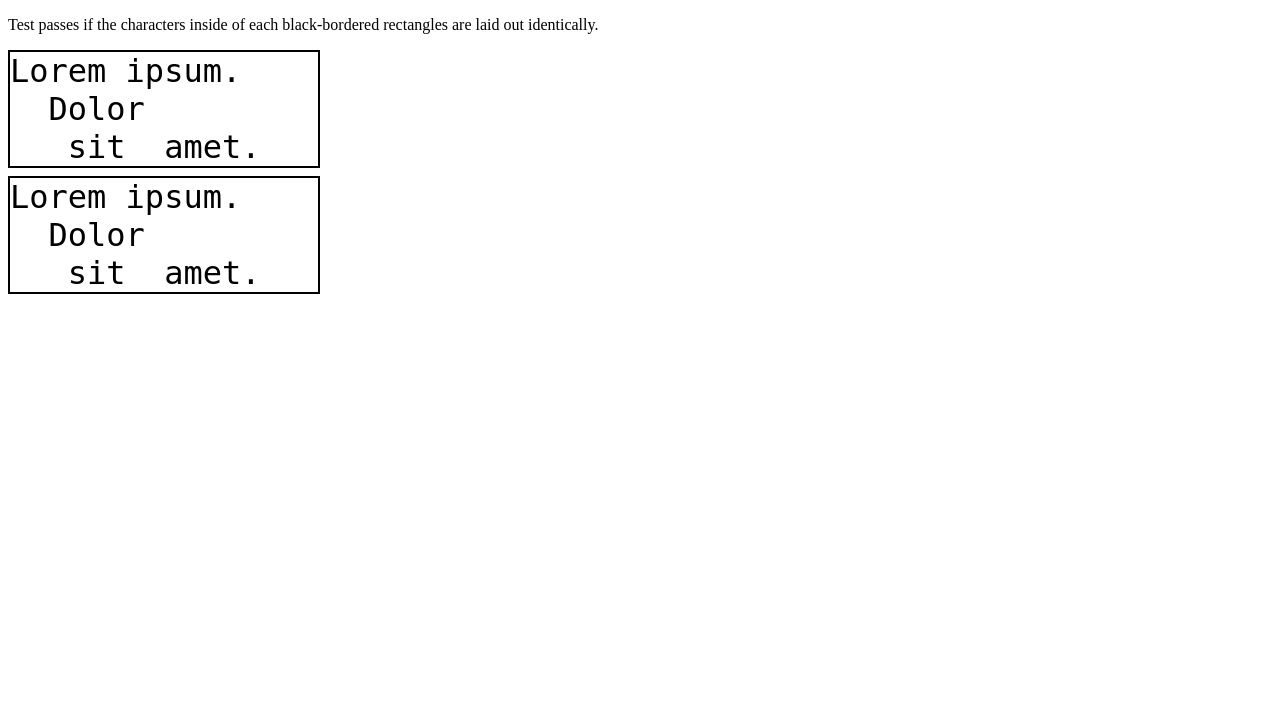 Test passes if the characters inside of each black-bordered rectangles are laid out identically.
Lorem ipsum.
  Dolor
   sit  amet.
Lorem ipsum.
  Dolor
   sit  amet.